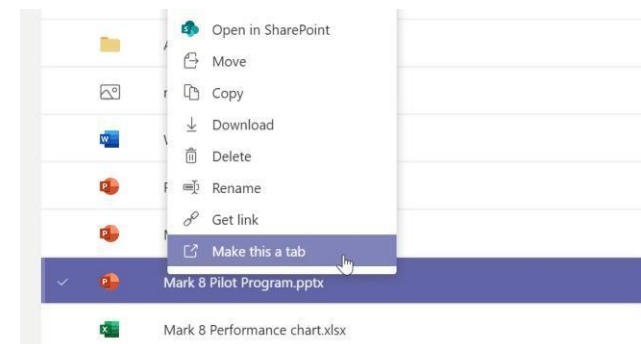 Open in SharePoint
Move
Copy
Download
Delete
Rename
Get link
Make this a tab
Mark 8 Pilot Program.pptx
Mark 8 Performance chart.xlsx